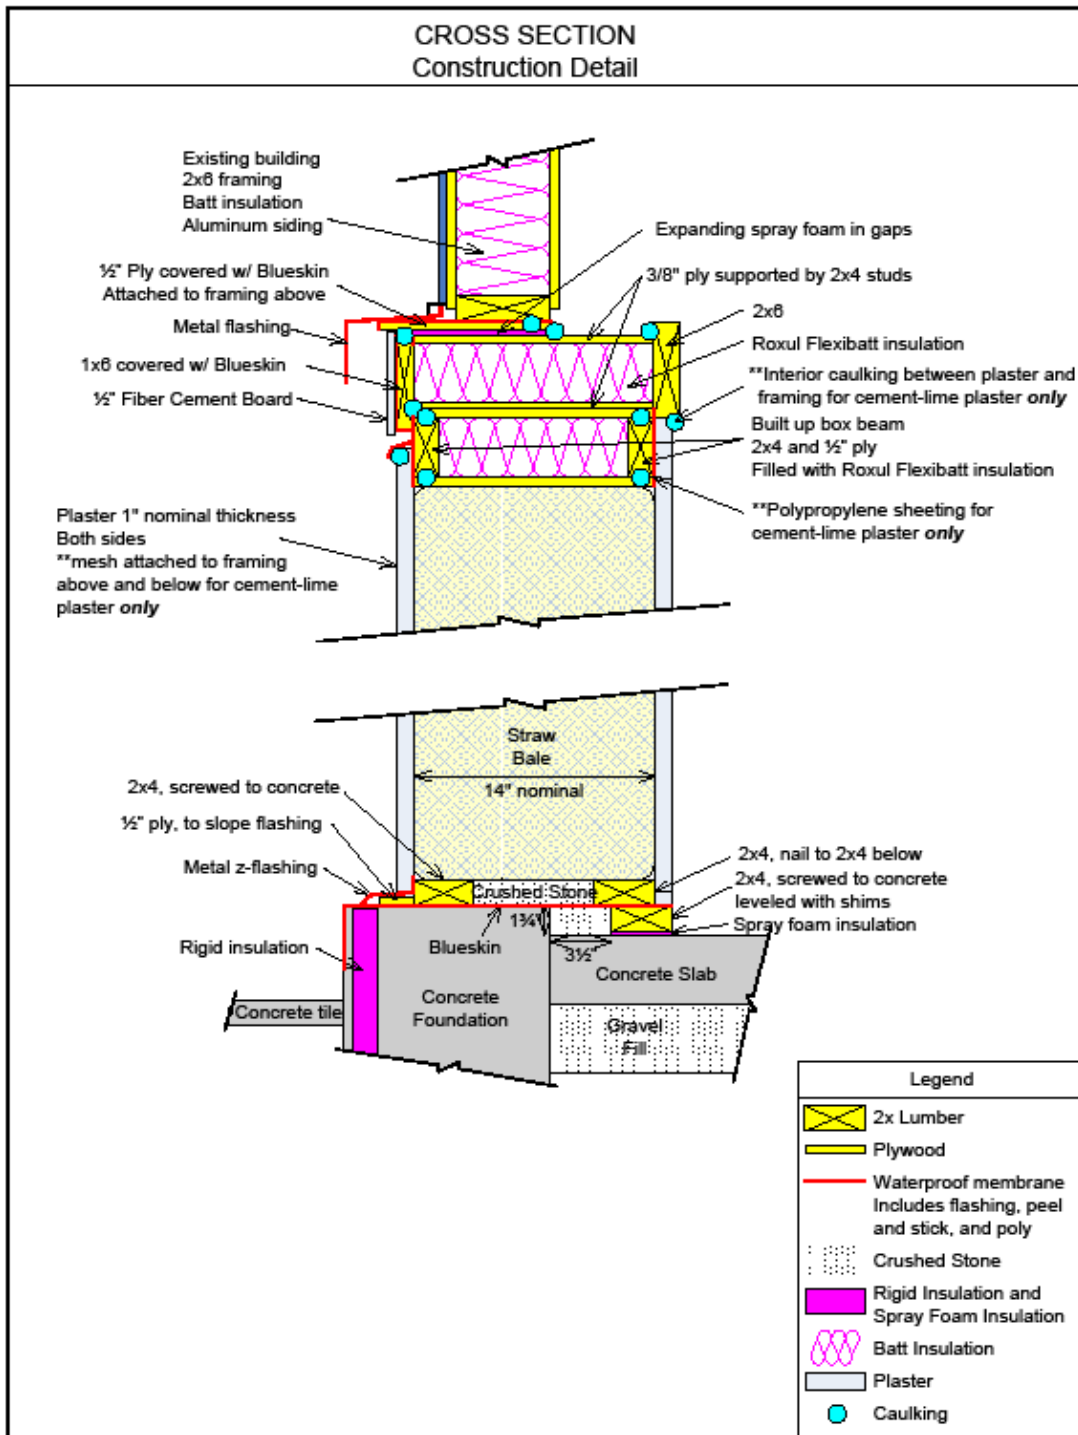 CROSS SECTION
Construction Detail
Existing building
2x6 framing
Batt insulation
Aluminum siding
½" Ply covered w/ Blueskin
Attached to framing above
Metal flashing
1x6 covered w/ Blueskin
½" Fiber Cement Board
Plaster 1" nominal thickness
Both sides
**mesh attached to framing
above and below for cement-lime
plaster only
Expanding spray foam in gaps
3/8" ply supported by 2x4 studs
2x6
Roxul Flexibatt insulation
**Interior caulking between plaster and
framing for cement-lime plaster only
Built up box beam
2x4 and ½" ply
Filled with Roxul Flexibatt insulation
**Polypropylene sheeting for
cement-lime plaster only
Straw
Bale
14" nominal
2x4, screwed to concrete
½" ply, to slope flashing
Metal z-flashing
Rigid insulation
Concrete tile
Crushed Stone
1¾"
Blueskin
3½"
Concrete
Foundation
Concrete Slab
Gravel
Fill
2x4, nail to 2x4 below
2x4, screwed to concrete
leveled with shims
Spray foam insulation
Legend
2x Lumber
Plywood
Waterproof membrane
Includes flashing, peel
and stick, and poly
Crushed Stone
Rigid Insulation and
Spray Foam Insulation
Batt Insulation
Plaster
Caulking